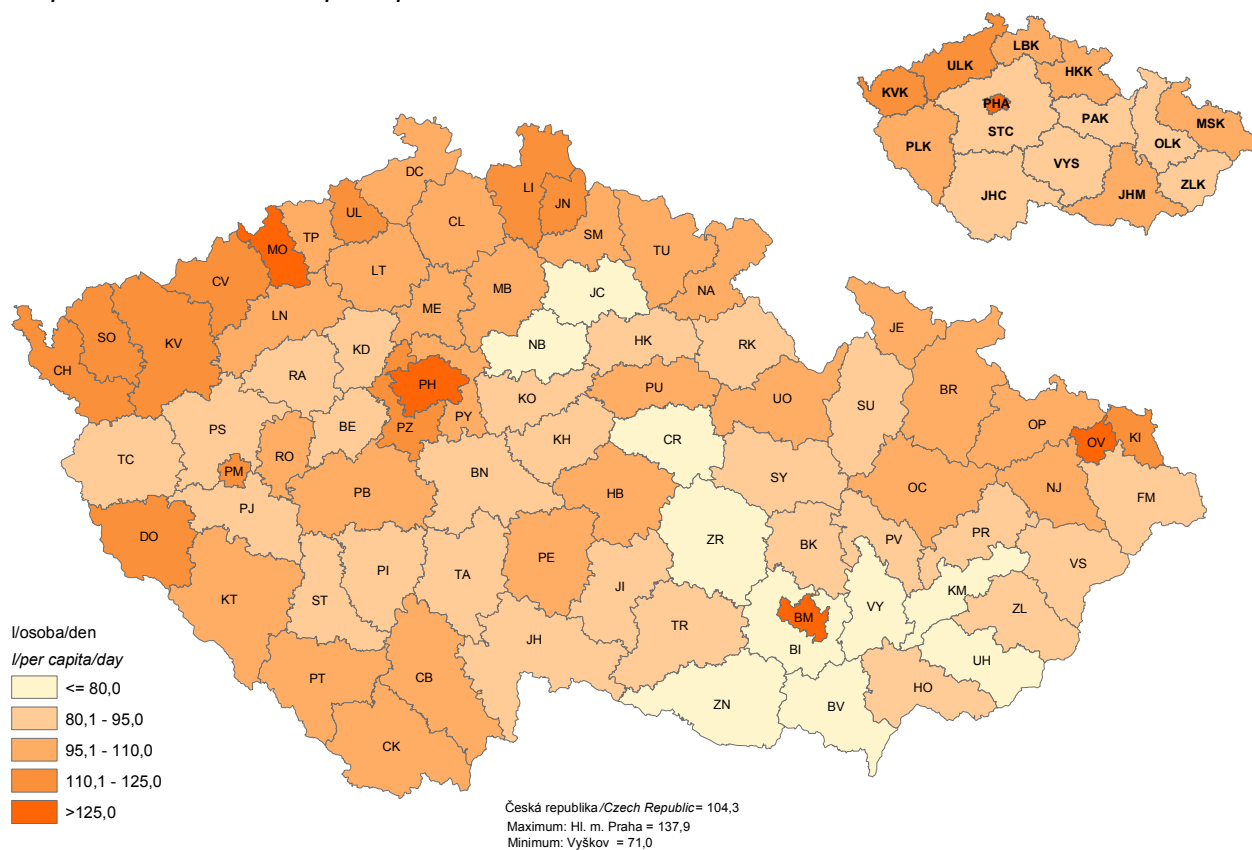 LBK
ULK
HKK
KVK
PHA
PAK
MSK
STC
PLK
OLK
VYS
ZLK
JHC
JHM
DC
LI
JN
UL
CL
SM
TP
MO
TU
LT
CV
MB
JC
NA
ME
LN
SO
KV
JE
NB
HK
RK
KD
CH
RA
PH
PU
BR
UO
SU
KO
PY
PZ
BE
PS
OP
KI
OV
CR
KH
TC
RO
PM
BN
SY
OC
NJ
FM
PB
HB
PJ
DO
ZR
BK
PV
PR
PE
VS
PI
TA
JI
KT
ST
KM
VY
ZL
BM
TR
JH
BI
UH
PT
CB
HO
ZN
BV
CK
l/osoba/den
l/per capita/day
<= 80,0
80,1 - 95,0
95,1 - 110,0
110,1 - 125,0
>125,0
Česká republika/Czech Republic= 104,3
Maximum: Hl. m. Praha = 137,9
Minimum: Vyškov = 71,0